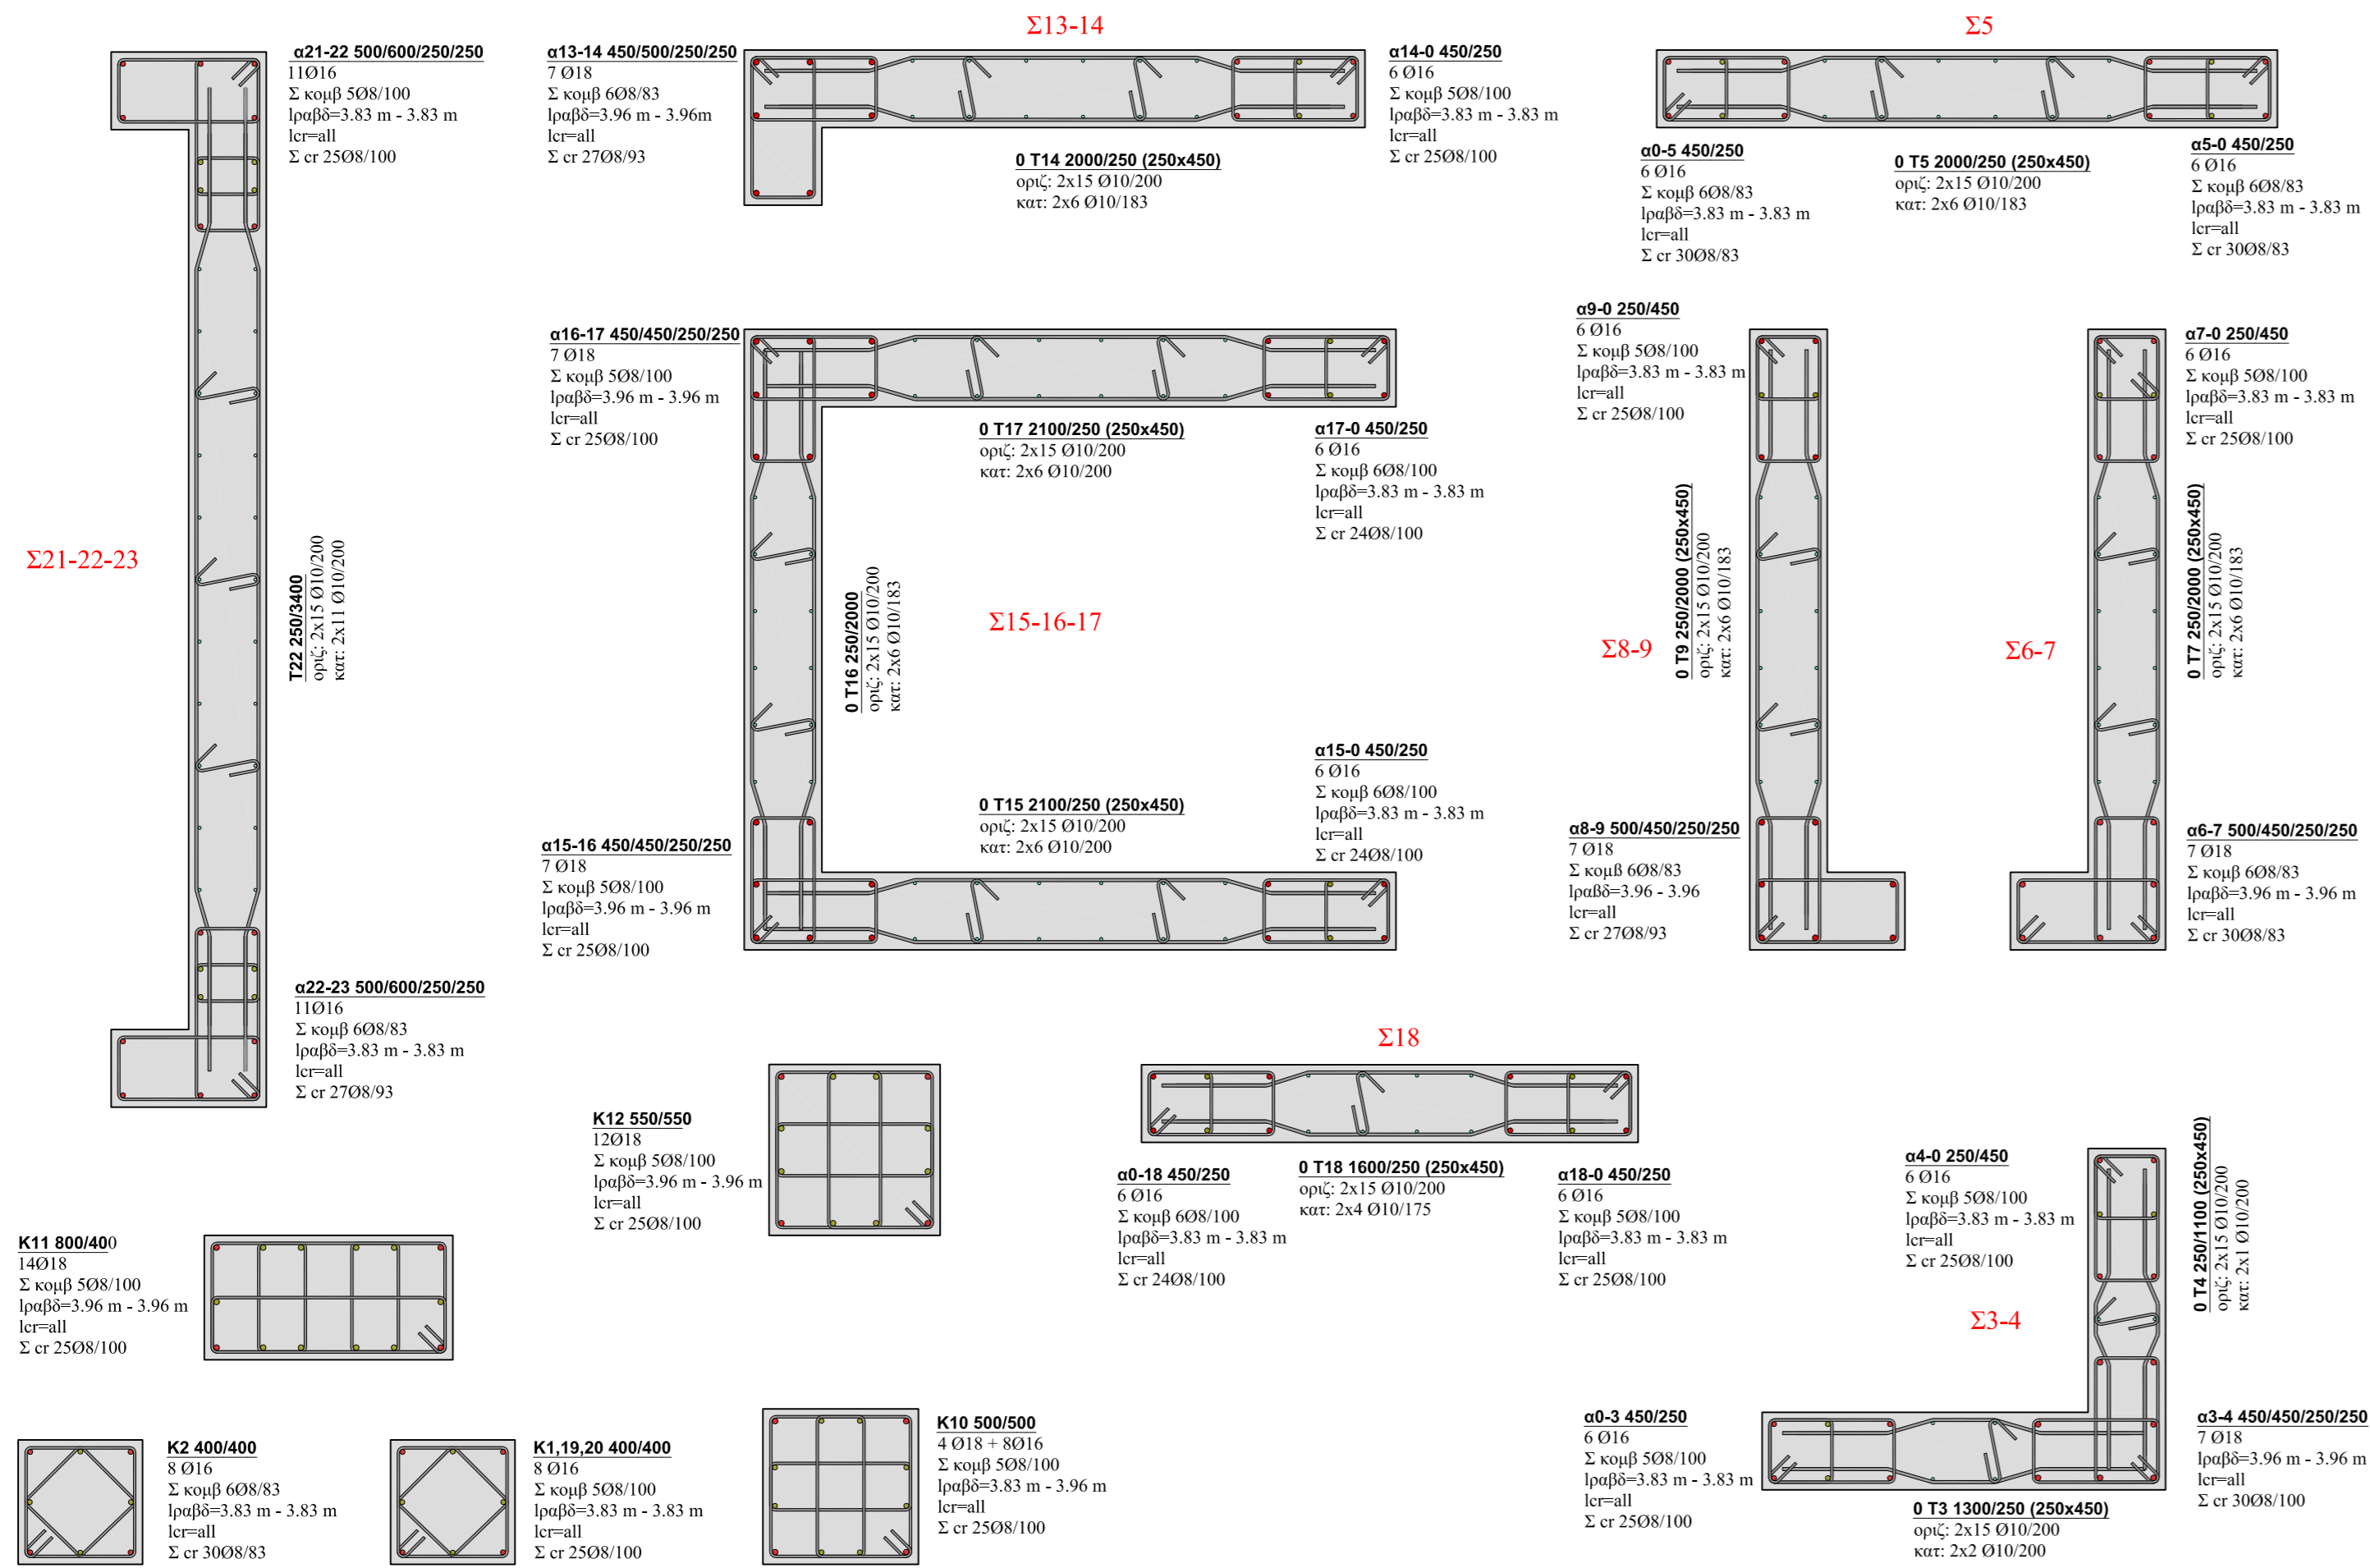 Σ13-14
Σ5
α21-22 500/600/250/250
11Ø16
Σ κομβ 5Ø8/100
lραβδ=3.83 m - 3.83 m
lcr=all
Σ cr 25Ø8/100
α13-14 450/500/250/250
7 Ø18
Σ κομβ 6Ø8/83
lραβδ=3.96 m - 3.96m
lcr=all
Σ cr 27Ø8/93
0 T14 2000/250 (250x450)
οριζ: 2x15 Ø10/200
κατ: 2x6 Ø10/183
α14-0 450/250
6 Ø16
Σ κομβ 5Ø8/100
lραβδ=3.83 m - 3.83 m
lcr=all
Σ cr 25Ø8/100
α0-5 450/250
6 Ø16
Σ κομβ 6Ø8/83
lραβδ=3.83 m - 3.83 m
lcr=all
Σ cr 30Ø8/83
0 T5 2000/250 (250x450)
οριζ: 2x15 Ø10/200
κατ: 2x6 Ø10/183
α5-0 450/250
6 Ø16
Σ κομβ 6Ø8/83
lραβδ=3.83 m - 3.83 m
lcr=all
Σ cr 30Ø8/83
Σ21-22-23
T22 250/3400
οριζ: 2x15 Ø10/200
κατ: 2x11 Ø10/200
α16-17 450/450/250/250
7 Ø18
Σ κομβ 5Ø8/100
lραβδ=3.96 m - 3.96 m
lcr=all
Σ cr 25Ø8/100
0 T17 2100/250 (250x450)
οριζ: 2x15 Ø10/200
κατ: 2x6 Ø10/200
α17-0 450/250
6 Ø16
Σ κομβ 6Ø8/100
lραβδ=3.83 m - 3.83 m
lcr=all
Σ cr 24Ø8/100
0 T16 250/2000
οριζ: 2x15 Ø10/200
κατ: 2x6 Ø10/183
Σ15-16-17
α9-0 250/450
6 Ø16
Σ κομβ 5Ø8/100
lραβδ=3.83 m - 3.83 m
lcr=all
Σ cr 25Ø8/100
Σ8-9
0 T9 250/2000 (250x450)
οριζ: 2x15 Ø10/200
κατ: 2x6 Ø10/183
α7-0 250/450
6 Ø16
Σ κομβ 5Ø8/100
lραβδ=3.83 m - 3.83 m
lcr=all
Σ cr 25Ø8/100
Σ6-7
0 T7 250/2000 (250x450)
οριζ: 2x15 Ø10/200
κατ: 2x6 Ø10/183
α15-16 450/450/250/250
7 Ø18
Σ κομβ 5Ø8/100
lραβδ=3.96 m - 3.96 m
lcr=all
Σ cr 25Ø8/100
0 T15 2100/250 (250x450)
οριζ: 2x15 Ø10/200
κατ: 2x6 Ø10/200
α15-0 450/250
6 Ø16
Σ κομβ 6Ø8/100
lραβδ=3.83 m - 3.83 m
lcr=all
Σ cr 24Ø8/100
α8-9 500/450/250/250
7 Ø18
Σ κομβ 6Ø8/83
lραβδ=3.96 - 3.96
lcr=all
Σ cr 27Ø8/93
α6-7 500/450/250/250
7 Ø18
Σ κομβ 6Ø8/83
lραβδ=3.96 m - 3.96 m
lcr=all
Σ cr 30Ø8/83
α22-23 500/600/250/250
11Ø16
Σ κομβ 6Ø8/83
lραβδ=3.83 m - 3.83 m
lcr=all
Σ cr 27Ø8/93
K12 550/550
12Ø18
Σ κομβ 5Ø8/100
lραβδ=3.96 m - 3.96 m
lcr=all
Σ cr 25Ø8/100
Σ18
α0-18 450/250
6 Ø16
Σ κομβ 6Ø8/100
lραβδ=3.83 m - 3.83 m
lcr=all
Σ cr 24Ø8/100
0 T18 1600/250 (250x450)
οριζ: 2x15 Ø10/200
κατ: 2x4 Ø10/175
α18-0 450/250
6 Ø16
Σ κομβ 5Ø8/100
lραβδ=3.83 m - 3.83 m
lcr=all
Σ cr 25Ø8/100
α4-0 250/450
6 Ø16
Σ κομβ 5Ø8/100
lραβδ=3.83 m - 3.83 m
lcr=all
Σ cr 25Ø8/100
0 T4 250/1100 (250x450)
οριζ: 2x15 Ø10/200
κατ: 2x1 Ø10/200
Σ3-4
K11 800/400
14Ø18
Σ κομβ 5Ø8/100
lραβδ=3.96 m - 3.96 m
lcr=all
Σ cr 25Ø8/100
K2 400/400
8 Ø16
Σ κομβ 6Ø8/83
lραβδ=3.83 m - 3.83 m
lcr=all
Σ cr 30Ø8/83
K1,19,20 400/400
8 Ø16
Σ κομβ 5Ø8/100
lραβδ=3.83 m - 3.83 m
lcr=all
Σ cr 25Ø8/100
K10 500/500
4 Ø18 + 8Ø16
Σ κομβ 5Ø8/100
lραβδ=3.83 m - 3.96 m
lcr=all
Σ cr 25Ø8/100
α0-3 450/250
6 Ø16
Σ κομβ 5Ø8/100
lραβδ=3.83 m - 3.83 m
lcr=all
Σ cr 25Ø8/100
0 T3 1300/250 (250x450)
οριζ: 2x15 Ø10/200
κατ: 2x2 Ø10/200
α3-4 450/450/250/250
7 Ø18
lραβδ=3.96 m - 3.96 m
lcr=all
Σ cr 30Ø8/100